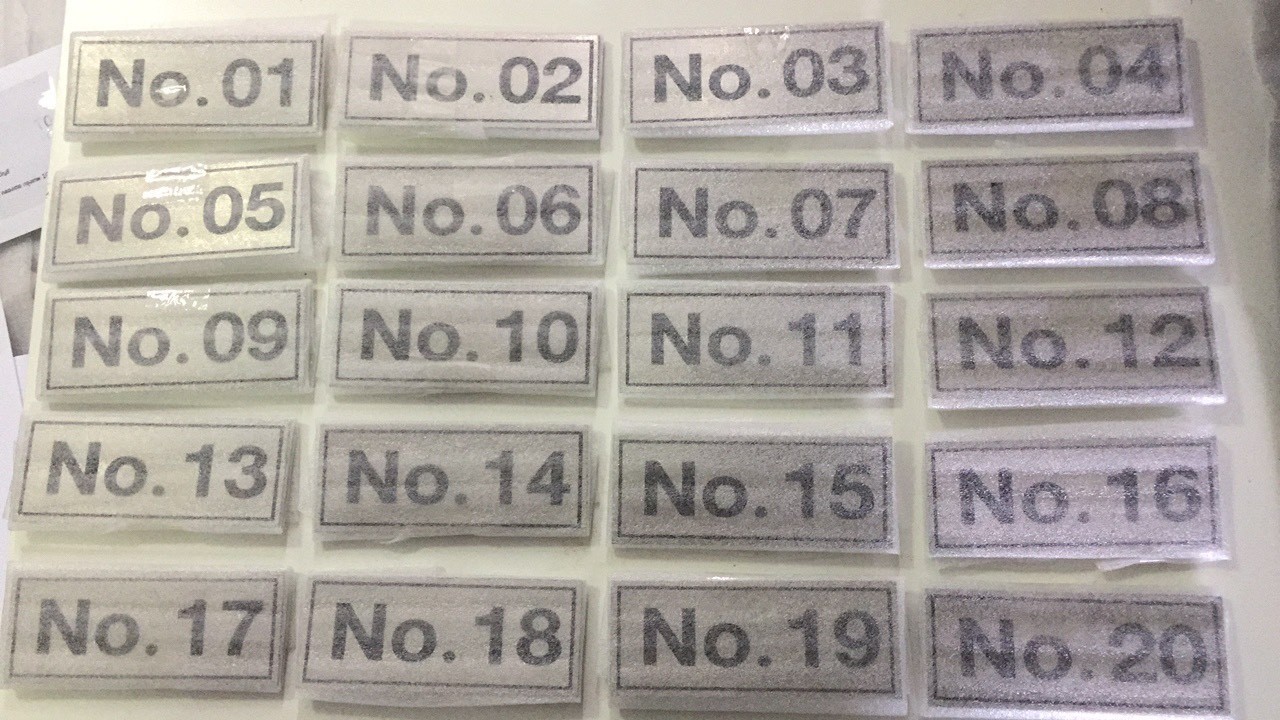 No. 01
No. 02
No. 03
No. 04
No. 05
No. 06
No. 07
No. 08
No. 09
No. 10
No. 11
No. 12
No. 13
No. 14
No. 15
No. 16
No. 17
No. 18
No. 19
No. 20